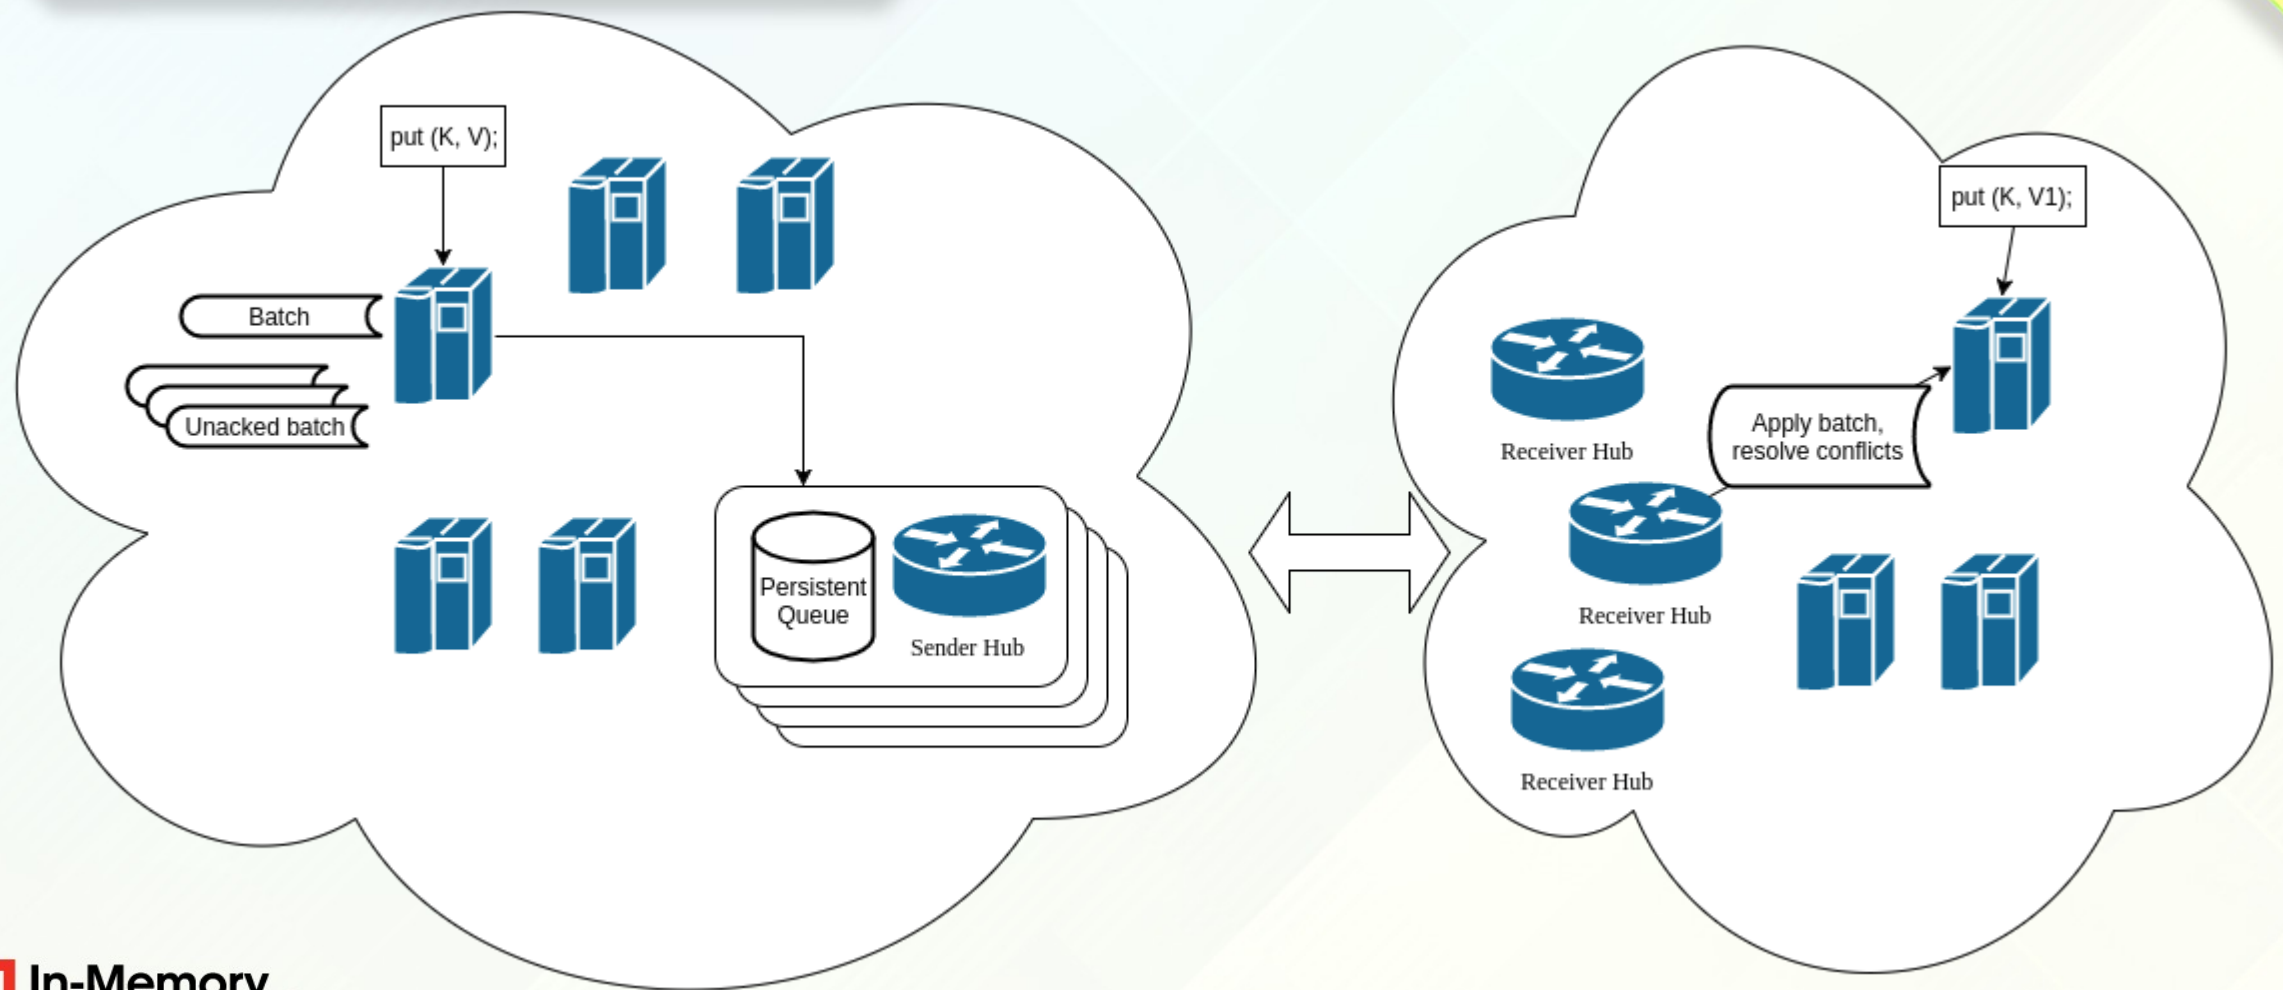 put (K, V);
Batch
Unacked batch
Persistent
Queue
Sender Hub
put (K, V1);
Receiver Hub
Apply batch,
resolve conflicts
Receiver Hub
Receiver Hub
In-Memory